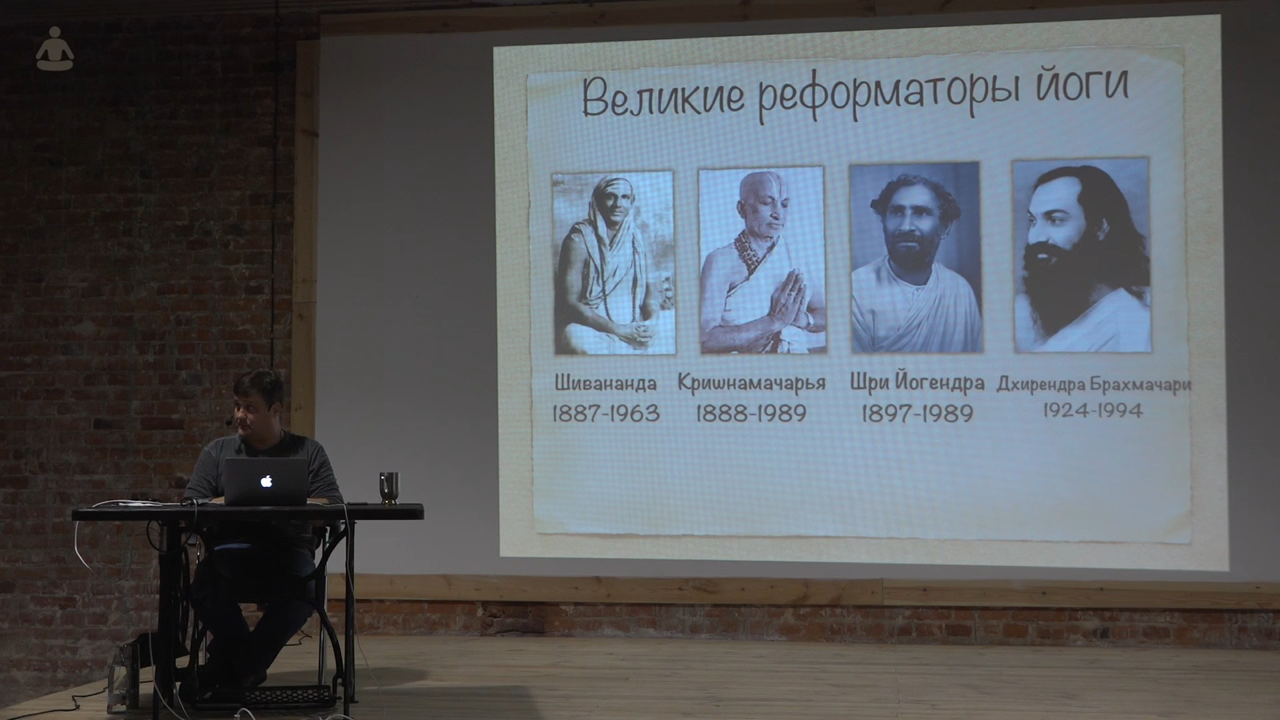 Великие реформаторы йоги
Шивананда
1887-1963
Кришнамачарья
1888-1989
Шри Йогендра
1897-1989
Дхирендра Брахмачари
1924-1994